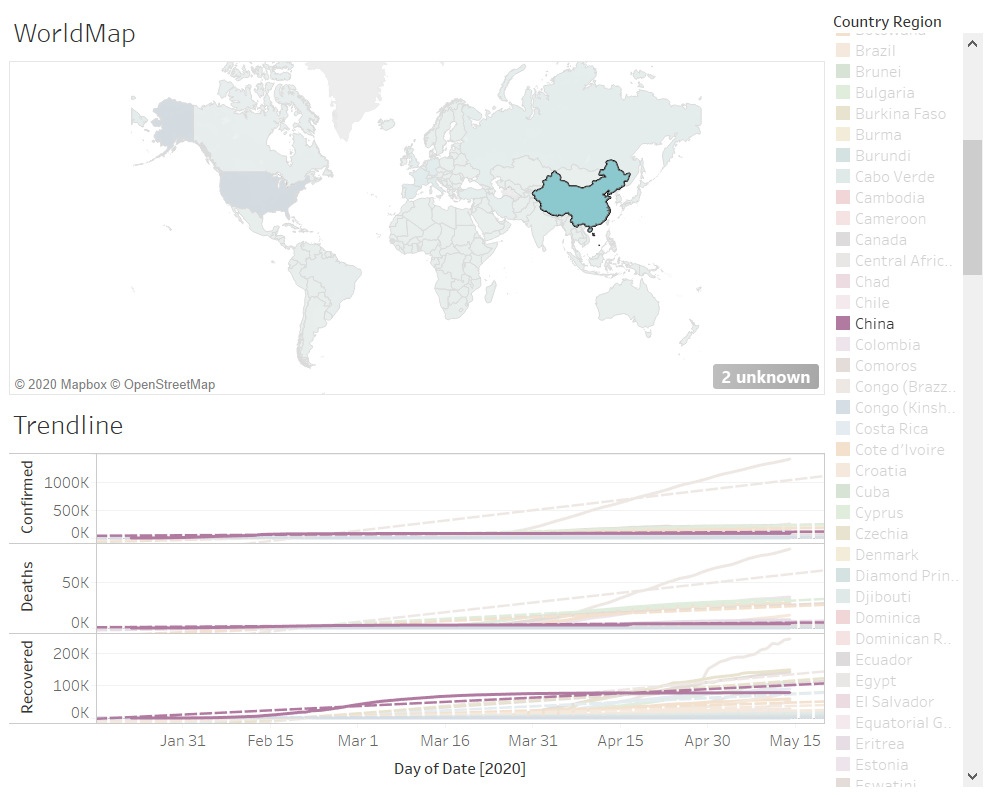 WorldMap
Country Region
Brazil
Brunei
Bulgaria
Burkina Faso
Burma
Burundi
Cabo Verde
Cambodia
Cameroon
Canada
Central Afric..
Chad
Chile
China
Colombia
Comoros
Congo (Brazz..
Congo (Kinsh..
Costa Rica
Cote d'Ivoire
Croatia
Cuba
Cyprus
Czechia
Denmark
Diamond Prin..
Djibouti
Dominica
Dominican R..
Ecuador
Egypt
El Salvador
Equatorial G..
Eritrea
Estonia
© 2020 Mapbox © OpenStreetMap
2 unknown
Trendline
Confirmed
1000K
500K
0K
Deaths
50K
0K
Recovered
200K
100K
0K
Jan 31 Feb 15 Mar 1 Mar 16 Mar 31 Apr 15 Apr 30 May 15
Day of Date [2020]